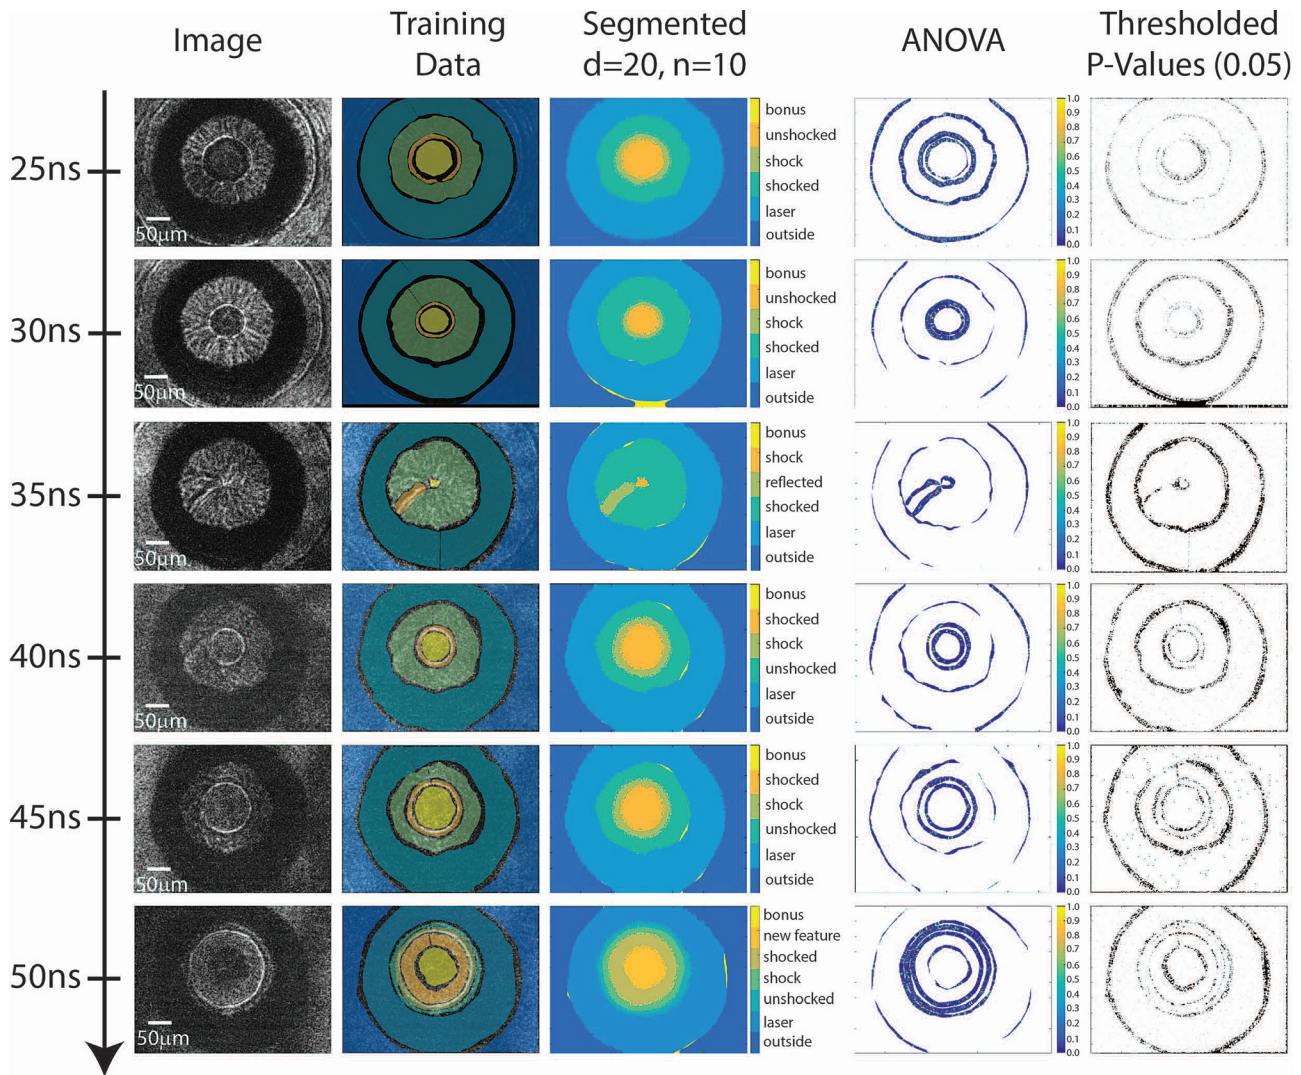 Image
Training
Data
Segmented
d=20, n=10
ANOVA
Thresholded
P-Values (0.05)
25ns
50μm
bonus
unshocked
shock
shocked
laser
outside
1.0
0.9
0.8
0.7
0.6
0.5
0.4
0.3
0.2
0.1
0.0
30ns
50μm
bonus
unshocked
shock
shocked
laser
outside
1.0
0.9
0.8
0.7
0.6
0.5
0.4
0.3
0.2
0.1
0.0
35ns
50μm
bonus
shock
reflected
shocked
laser
outside
1.0
0.9
0.8
0.7
0.6
0.5
0.4
0.3
0.2
0.1
0.0
40ns
50μm
bonus
shocked
shock
unshocked
laser
outside
1.0
0.9
0.8
0.7
0.6
0.5
0.4
0.3
0.2
0.1
0.0
45ns
50μm
bonus
shocked
shock
unshocked
laser
outside
1.0
0.9
0.8
0.7
0.6
0.5
0.4
0.3
0.2
0.1
0.0
50ns
50μm
bonus
new feature
shocked
shock
unshocked
laser
outside
1.0
0.9
0.8
0.7
0.6
0.5
0.4
0.3
0.2
0.1
0.0